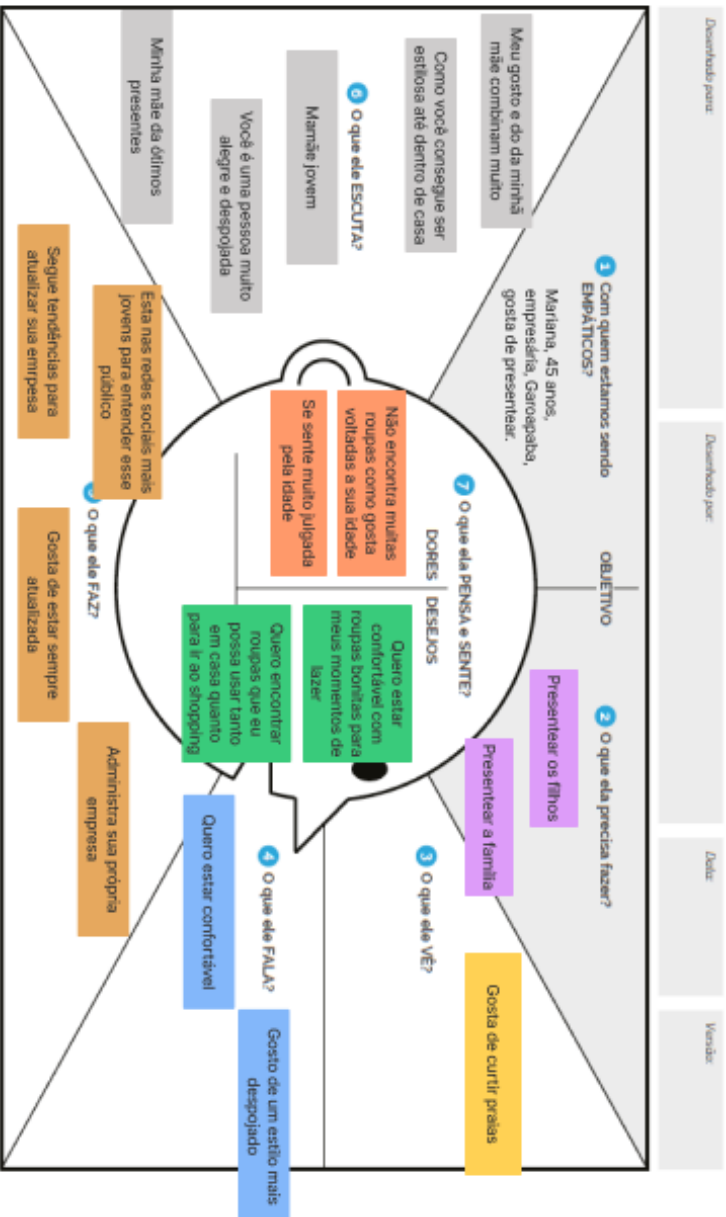 Desenhado para:
Desenhado por:
Data:
Versão:
1 Com quem estamos sendo
EMPÁTICOS?
Mariana, 45 anos,
empresária, Garoapaba,
gosta de presentear.
OBJETIVO
2 O que ela precisa fazer?
Presentear os filhos
Presentear a família
3 O que ele VÊ?
Gosta de curtir praias
4 O que ele FALA?
Quero estar confortável
Gosto de um estilo mais
despojado
O que ele FAZ?
Esta nas redes sociais mais
jovens para entender esse
público
Segue tendências para
atualizar sua emrpesa
Gosta de estar sempre
atualizada
Administra sua própria
empresa
6 O que ele ESCUTA?
Meu gosto e do da minhã
mãe combinam muito
Como você consegue ser
estilosa até dentro de casa
Mamãe jovem
Você é uma pessoa muito
alegre e despojada
Minha mãe da ótimos
presentes
7 O que ela PENSA e SENTE?
DORES
Não encontra muitas
roupas como gosta
voltadas a sua idade
Se sente muito julgada
pela idade
DESEJOS
Quero estar
confortável com
roupas bonitas para
meus momentos de
lazer
Quero encontrar
roupas que eu
possa usar tanto
em casa quanto
para ir ao shopping